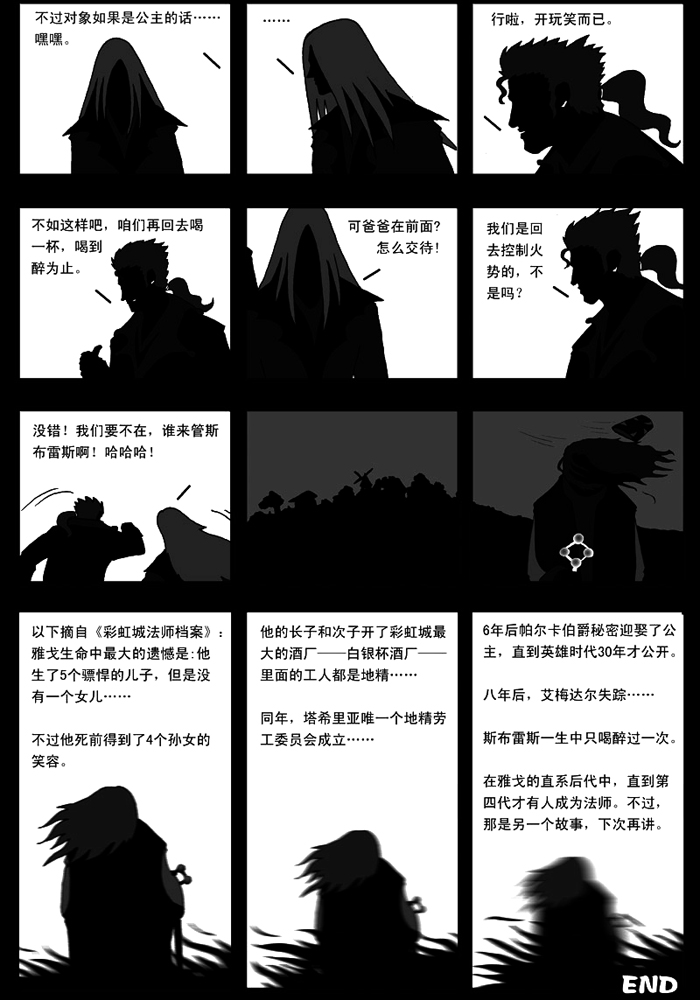 不过对象如果是公主的话……
嘿嘿。
……
行啦，开玩笑而已。
不如这样吧，咱们再回去喝
一杯，喝到
醉为止。
可爸爸在前面？
怎么交待！
我们是回
去控制火
势的，不
是吗？
没错！我们要不在，谁来管斯
布雷斯啊！哈哈哈！
以下摘自《彩虹城法师档案》：
雅戈生命中最大的遗憾是:他
生了5个骠悍的儿子，但是没
有一个女儿……
不过他死前得到了4个孙女的
笑容。
他的长子和次子开了彩虹城最
大的酒厂——白银杯酒厂——
里面的工人都是地精……
同年，塔希里亚唯一个地精劳
工委员会成立……
6年后帕尔卡伯爵秘密迎娶了公
主，直到英雄时代30年才公开。
八年后，艾梅达尔失踪……
斯布雷斯一生中只喝醉过一次。
在雅戈的直系后代中，直到第
四代才有人成为法师。不过，
那是另一个故事，下次再讲。
END